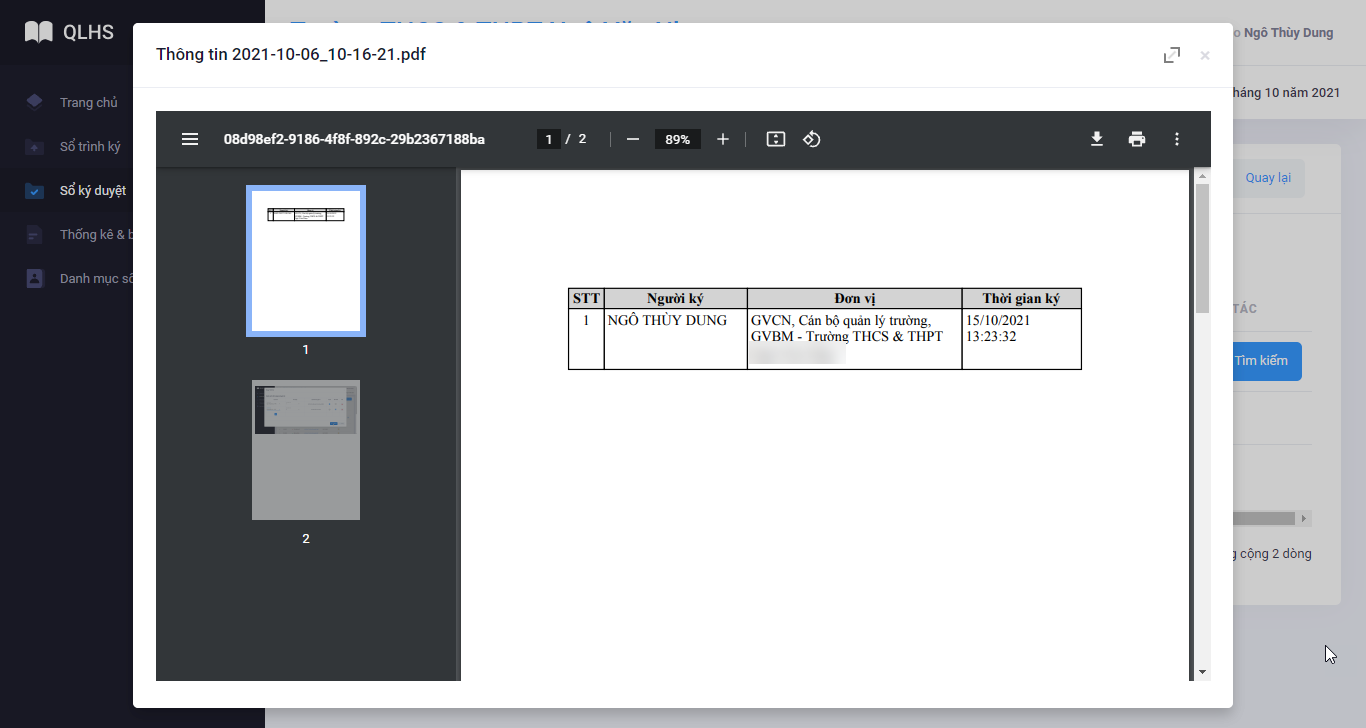 QLHS
Ngô Thùy Dung
Thông tin 2021-10-06_10-16-21.pdf
Trang chủ
Sổ trình ký
Sổ ký duyệt
Thống kê &
Danh mục
háng 10 năm 2021
Quay lại
TÁC
Tìm kiếm
cộng 2 dòng
08d98ef2-9186-4f8f-892c-29b2367188ba
1 / 2
89%
1
2
STT Người ký Đơn vị Thời gian ký
1 NGÔ THÙY DUNG GVCN, Cán bộ quản lý trường, 15/10/2021
GVBM - Trường THCS & THPT 13:23:32